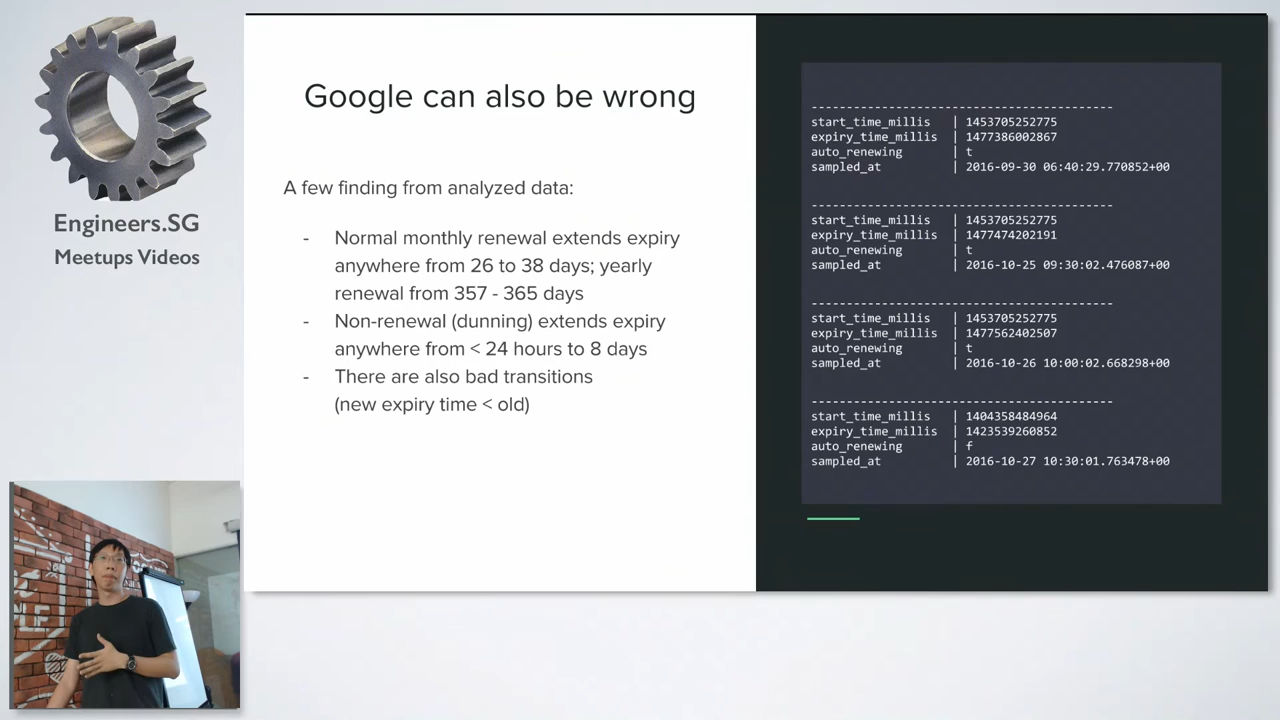 Engineers.SG
Meetups Videos
Google can also be wrong
A few finding from analyzed data:
- Normal monthly renewal extends expiry
anywhere from 26 to 38 days; yearly
renewal from 357 - 365 days
- Non-renewal (dunning) extends expiry
anywhere from < 24 hours to 8 days
- There are also bad transitions
(new expiry time < old)
-------------------------------------------
start_time_millis | 1453705252775
expiry_time_millis | 1477386002867
auto_renewing | t
sampled_at | 2016-09-30 06:40:29.770852+00
-------------------------------------------
start_time_millis | 1453705252775
expiry_time_millis | 1477474202191
auto_renewing | t
sampled_at | 2016-10-25 09:30:02.476087+00
-------------------------------------------
start_time_millis | 1453705252775
expiry_time_millis | 1477562402507
auto_renewing | t
sampled_at | 2016-10-26 10:00:02.668298+00
-------------------------------------------
start_time_millis | 1404358484964
expiry_time_millis | 1423539260852
auto_renewing | f
sampled_at | 2016-10-27 10:30:01.763478+00